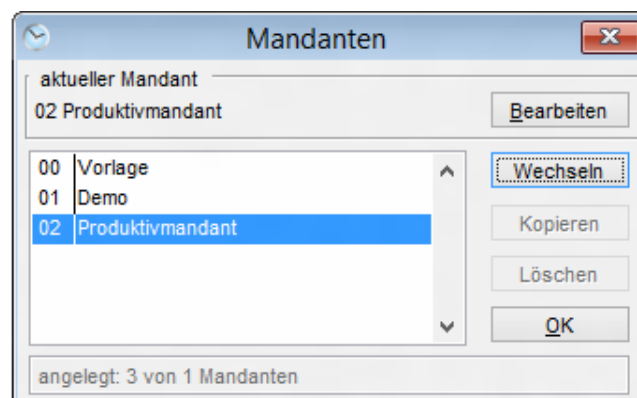 Mandanten
aktueller Mandant
02 Produktivmandant
Bearbeiten
00 Vorlage
Wechseln
01 Demo
02 Produktivmandant
Kopieren
Löschen
OK
angelegt: 3 von 1 Mandanten